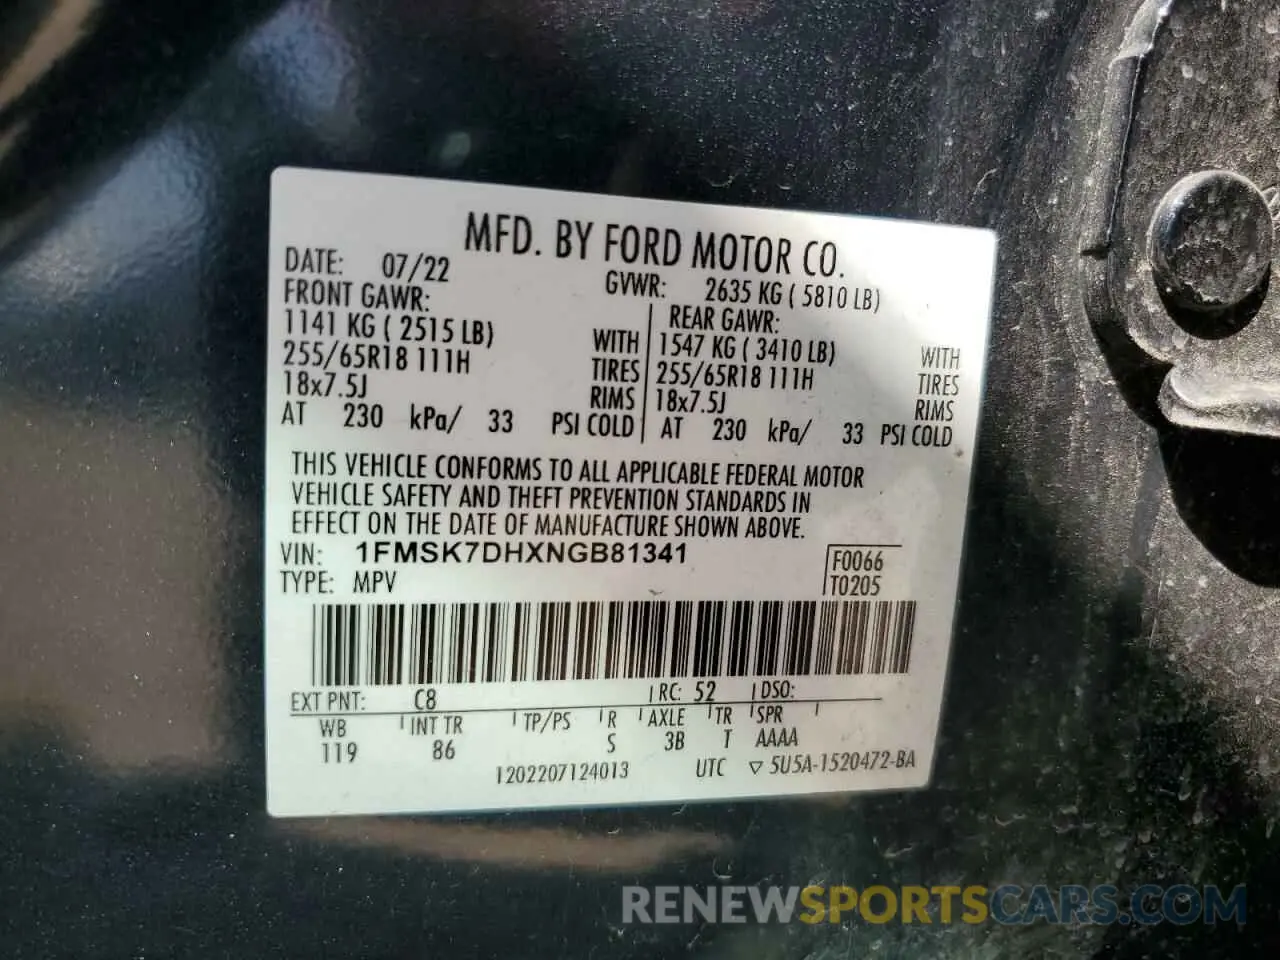 MFD. BY FORD MOTOR CO.
DATE: 07/22 GVWR: 2635 KG ( 5810 LB)
FRONT GAWR: REAR GAWR:
1141 KG ( 2515 LB) WITH 1547 KG ( 3410 LB) WITH
255/65R18 111H TIRES 255/65R18 111H TIRES
18x7.5J RIMS 18x7.5J RIMS
AT 230 kPa/ 33 PSI COLD AT 230 kPa/ 33 PSI COLD
THIS VEHICLE CONFORMS TO ALL APPLICABLE FEDERAL MOTOR
VEHICLE SAFETY AND THEFT PREVENTION STANDARDS IN
EFFECT ON THE DATE OF MANUFACTURE SHOWN ABOVE.
VIN: 1FMSK7DHXNGB81341 F0066
TYPE: MPV T0205
EXT PNT: C8 RC: 52 DSO:
WB INT TR TP/PS R AXLE TR SPR
119 86 S 3B T AAAA
1202207124013 UTC ▽ 5U5A-1520472-BA
RENEWSPORTSCARS.COM